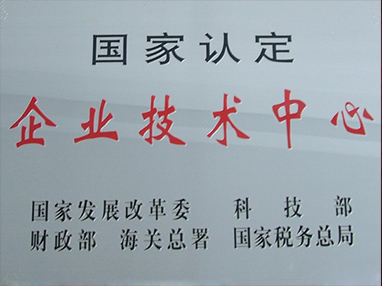 国家认定
企业技术中心
国家发展改革委 科技部
财政部 海关总署 国家税务总局